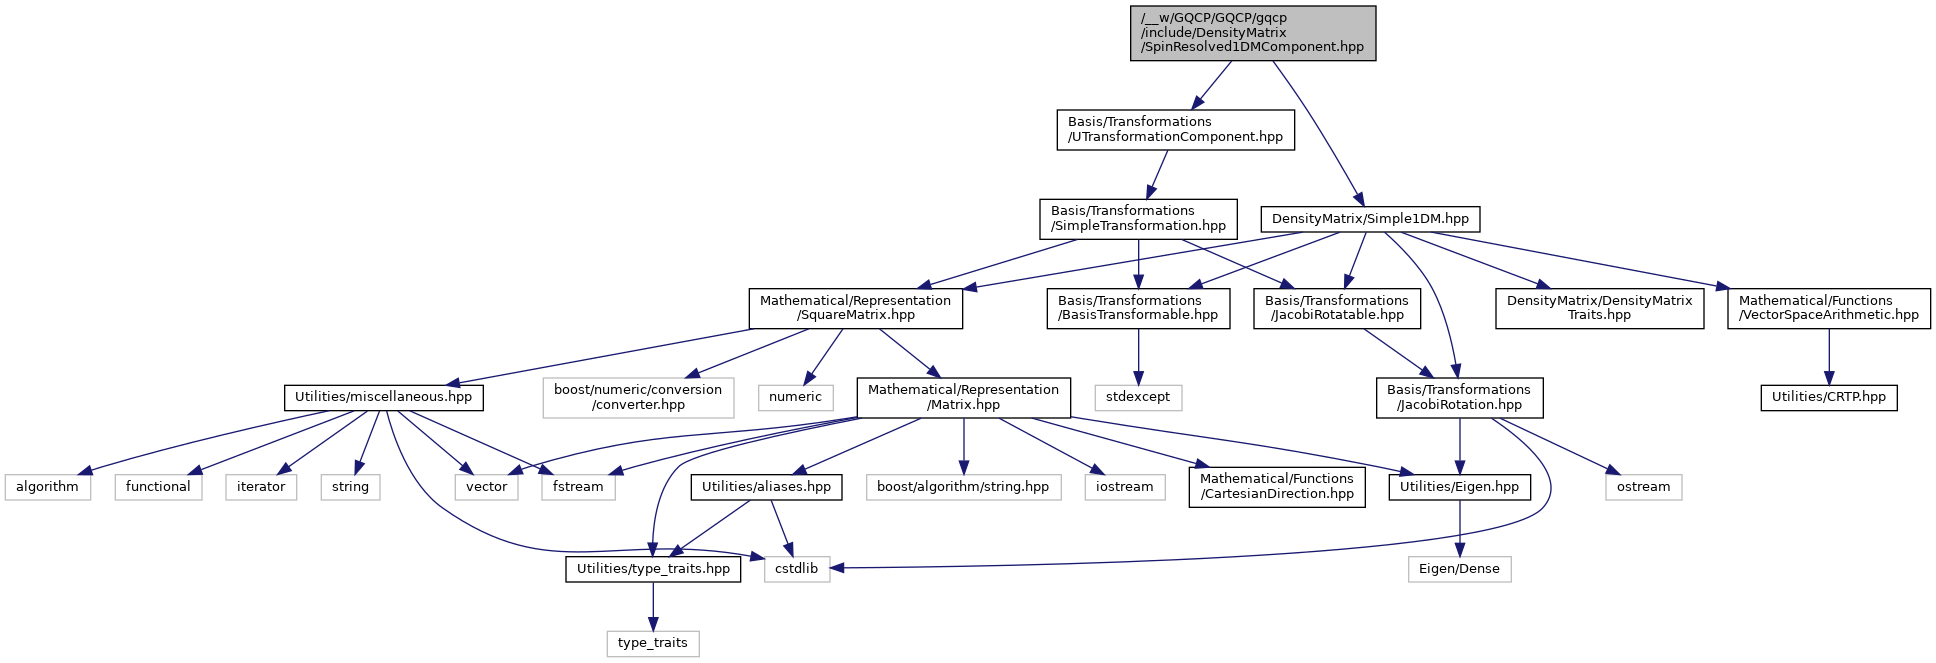 /__w/GQCP/GQCP/gqcp
/include/DensityMatrix
/SpinResolved1DMComponent.hpp
Basis/Transformations
/UTransformationComponent.hpp
Basis/Transformations
/SimpleTransformation.hpp
DensityMatrix/Simple1DM.hpp
Mathematical/Representation
/SquareMatrix.hpp
Basis/Transformations
/BasisTransformable.hpp
Basis/Transformations
/JacobiRotatable.hpp
DensityMatrix/DensityMatrix
Traits.hpp
Mathematical/Functions
/VectorSpaceArithmetic.hpp
Utilities/miscellaneous.hpp
boost/numeric/conversion
/converter.hpp
numeric
Mathematical/Representation
/Matrix.hpp
stdexcept
Basis/Transformations
/JacobiRotation.hpp
Utilities/CRTP.hpp
algorithm
functional
iterator
string
vector
fstream
Utilities/aliases.hpp
boost/algorithm/string.hpp
iostream
Mathematical/Functions
/CartesianDirection.hpp
Utilities/Eigen.hpp
ostream
Utilities/type_traits.hpp
cstdlib
Eigen/Dense
type_traits